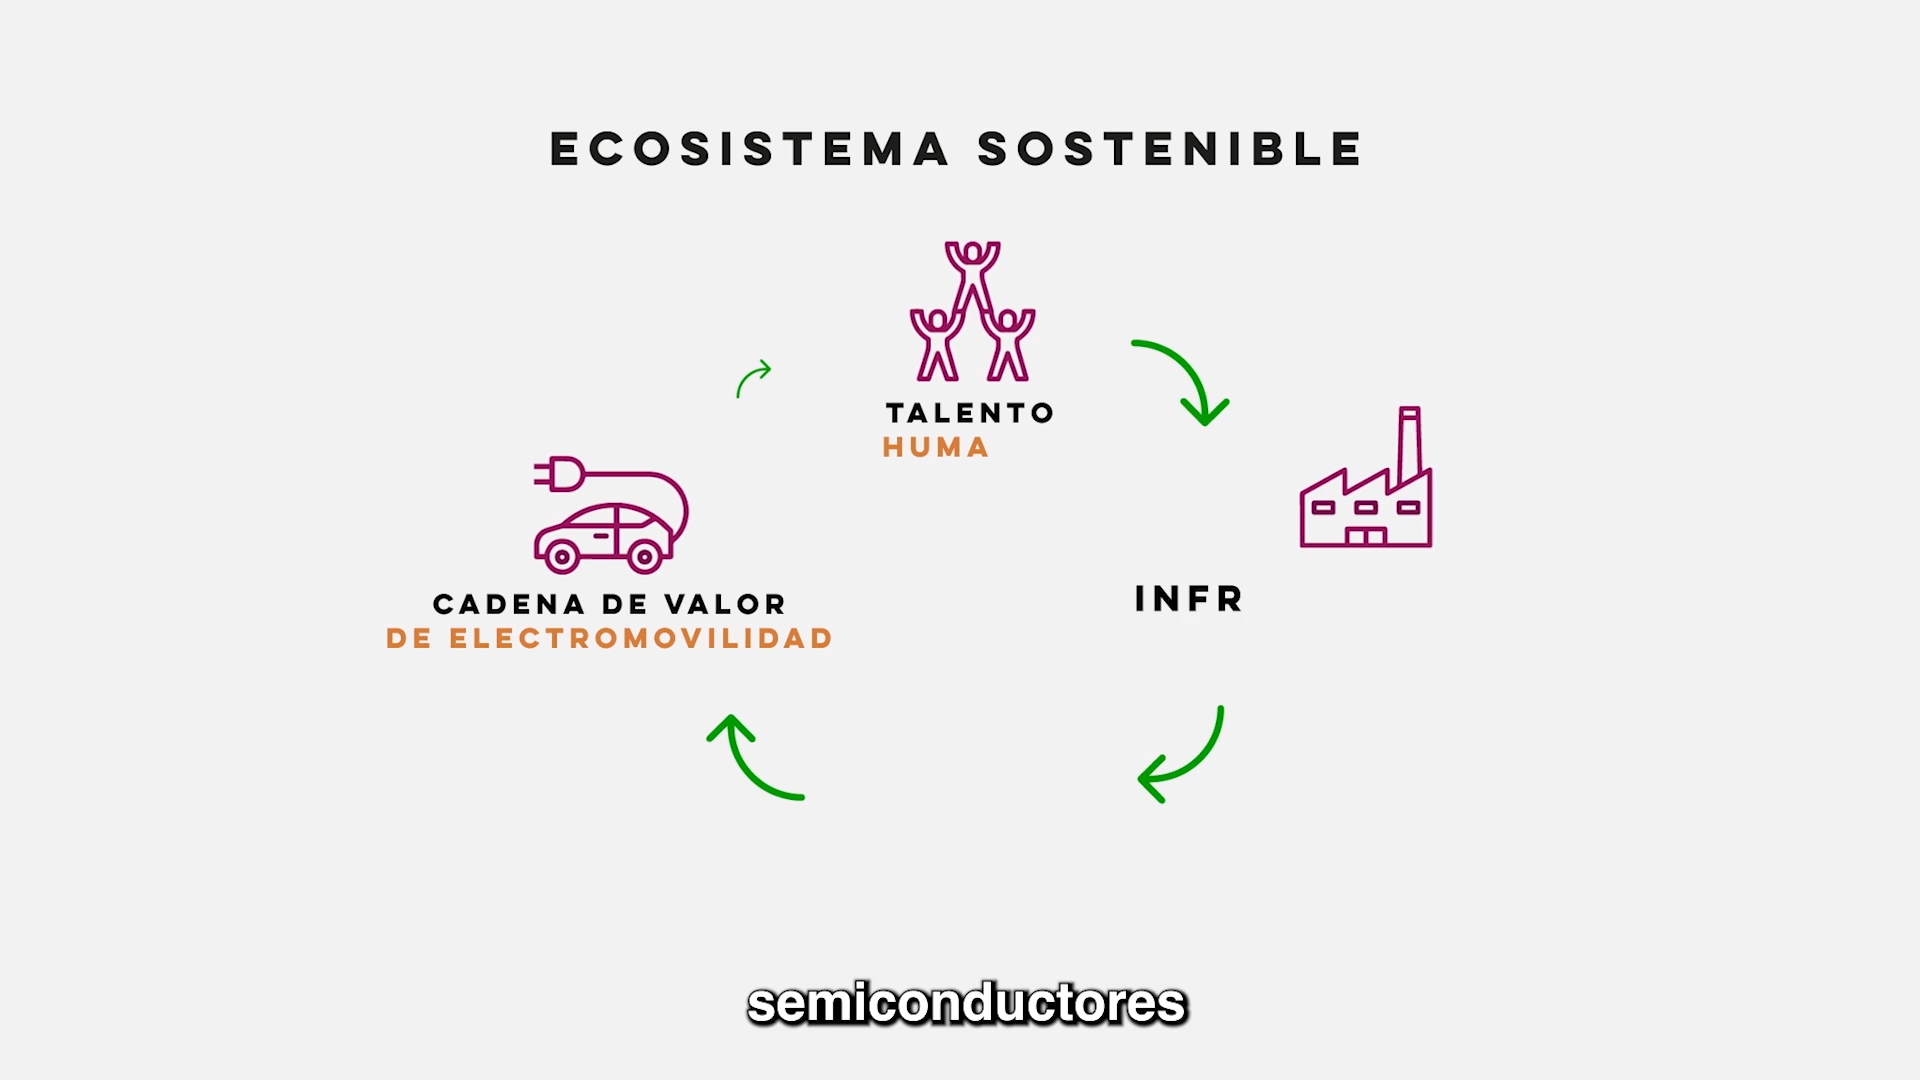 ECOSISTEMA SOSTENIBLE
TALENTO
HUMA
CADENA DE VALOR
DE ELECTROMOVILIDAD
INFR
semiconductores